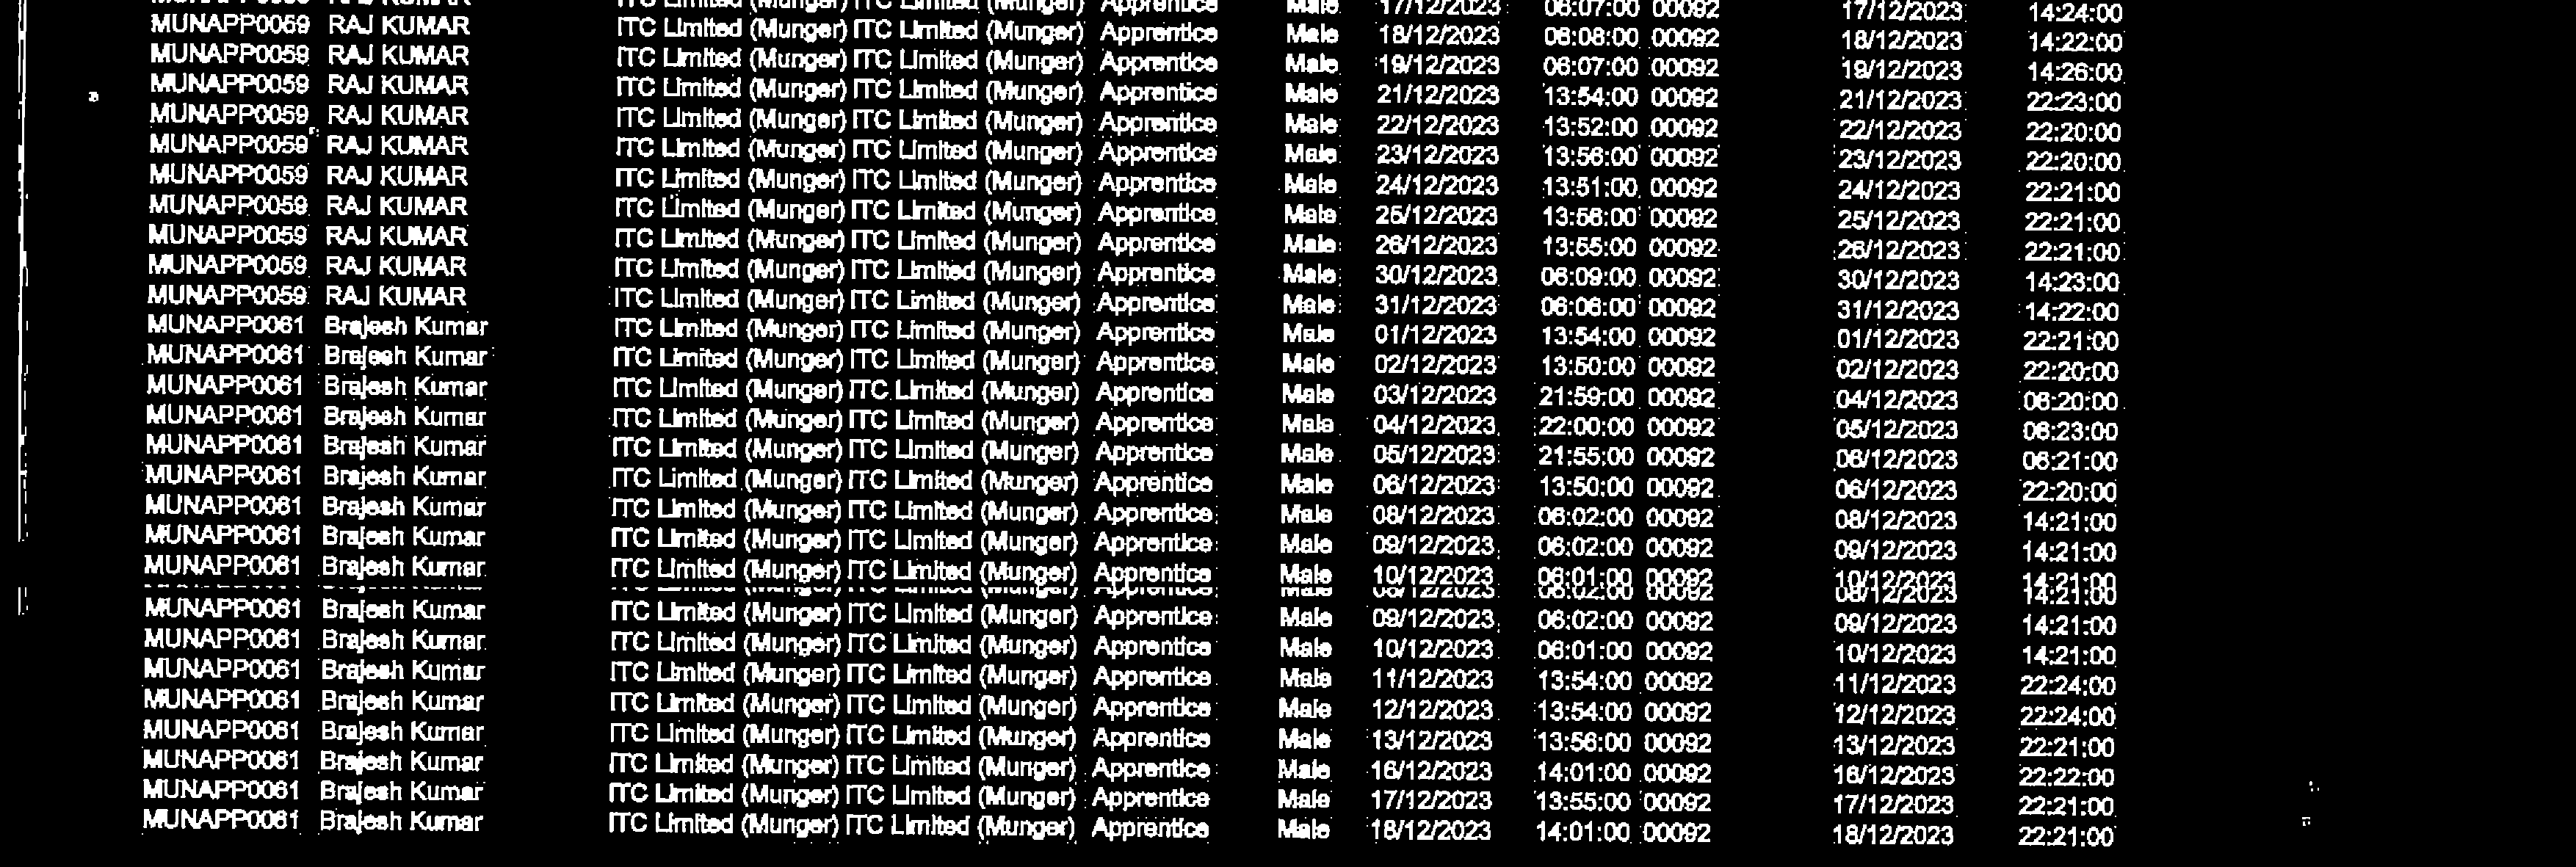 RAJ KUMAR ITC Limited (Munger) ITC Limited (Munger) Apprentice Male 17/12/2023 06:07:00 00092 17/12/2023 14:24:00
MUNAPP0059 RAJ KUMAR ITC Limited (Munger) ITC Limited (Munger) Apprentice Male 18/12/2023 06:08:00 00092 18/12/2023 14:22:00
MUNAPP0059 RAJ KUMAR ITC Limited (Munger) ITC Limited (Munger) Apprentice Male 19/12/2023 06:07:00 00092 19/12/2023 14:26:00
MUNAPP0059 RAJ KUMAR ITC Limited (Munger) ITC Limited (Munger) Apprentice Male 21/12/2023 13:54:00 00092 21/12/2023 22:23:00
MUNAPP0059 RAJ KUMAR ITC Limited (Munger) ITC Limited (Munger) Apprentice Male 22/12/2023 13:52:00 00092 22/12/2023 22:20:00
MUNAPP0059 RAJ KUMAR ITC Limited (Munger) ITC Limited (Munger) Apprentice Male 23/12/2023 13:56:00 00092 23/12/2023 22:20:00
MUNAPP0059 RAJ KUMAR ITC Limited (Munger) ITC Limited (Munger) Apprentice Male 24/12/2023 13:51:00 00092 24/12/2023 22:21:00
MUNAPP0059 RAJ KUMAR ITC Limited (Munger) ITC Limited (Munger) Apprentice Male 25/12/2023 13:56:00 00092 25/12/2023 22:21:00
MUNAPP0059 RAJ KUMAR ITC Limited (Munger) ITC Limited (Munger) Apprentice Male 26/12/2023 13:55:00 00092 26/12/2023 22:21:00
MUNAPP0059 RAJ KUMAR ITC Limited (Munger) ITC Limited (Munger) Apprentice Male 30/12/2023 06:09:00 00092 30/12/2023 14:23:00
MUNAPP0059 RAJ KUMAR ITC Limited (Munger) ITC Limited (Munger) Apprentice Male 31/12/2023 06:06:00 00092 31/12/2023 14:22:00
MUNAPP0061 Brajesh Kumar ITC Limited (Munger) ITC Limited (Munger) Apprentice Male 01/12/2023 13:54:00 00092 01/12/2023 22:21:00
MUNAPP0061 Brajesh Kumar ITC Limited (Munger) ITC Limited (Munger) Apprentice Male 02/12/2023 13:50:00 00092 02/12/2023 22:20:00
MUNAPP0061 Brajesh Kumar ITC Limited (Munger) ITC Limited (Munger) Apprentice Male 03/12/2023 21:59:00 00092 04/12/2023 06:20:00
MUNAPP0061 Brajesh Kumar ITC Limited (Munger) ITC Limited (Munger) Apprentice Male 04/12/2023 22:00:00 00092 05/12/2023 06:23:00
MUNAPP0061 Brajesh Kumar ITC Limited (Munger) ITC Limited (Munger) Apprentice Male 05/12/2023 21:55:00 00092 06/12/2023 06:21:00
MUNAPP0061 Brajesh Kumar ITC Limited (Munger) ITC Limited (Munger) Apprentice Male 06/12/2023 13:50:00 00092 06/12/2023 22:20:00
MUNAPP0061 Brajesh Kumar ITC Limited (Munger) ITC Limited (Munger) Apprentice Male 08/12/2023 06:02:00 00092 08/12/2023 14:21:00
MUNAPP0061 Brajesh Kumar ITC Limited (Munger) ITC Limited (Munger) Apprentice Male 09/12/2023 06:02:00 00092 09/12/2023 14:21:00
MUNAPP0061 Brajesh Kumar ITC Limited (Munger) ITC Limited (Munger) Apprentice Male 10/12/2023 06:01:00 00092 10/12/2023 14:21:00
MUNAPP0061 Brajesh Kumar ITC Limited (Munger) ITC Limited (Munger) Apprentice Male 09/12/2023 06:02:00 00092 09/12/2023 14:21:00
MUNAPP0061 Brajesh Kumar ITC Limited (Munger) ITC Limited (Munger) Apprentice Male 10/12/2023 06:01:00 00092 10/12/2023 14:21:00
MUNAPP0061 Brajesh Kumar ITC Limited (Munger) ITC Limited (Munger) Apprentice Male 11/12/2023 13:54:00 00092 11/12/2023 22:24:00
MUNAPP0061 Brajesh Kumar ITC Limited (Munger) ITC Limited (Munger) Apprentice Male 12/12/2023 13:54:00 00092 12/12/2023 22:24:00
MUNAPP0061 Brajesh Kumar ITC Limited (Munger) ITC Limited (Munger) Apprentice Male 13/12/2023 13:56:00 00092 13/12/2023 22:21:00
MUNAPP0061 Brajesh Kumar ITC Limited (Munger) ITC Limited (Munger) Apprentice Male 16/12/2023 14:01:00 00092 16/12/2023 22:22:00
MUNAPP0061 Brajesh Kumar ITC Limited (Munger) ITC Limited (Munger) Apprentice Male 17/12/2023 13:55:00 00092 17/12/2023 22:21:00
MUNAPP0061 Brajesh Kumar ITC Limited (Munger) ITC Limited (Munger) Apprentice Male 18/12/2023 14:01:00 00092 18/12/2023 22:21:00